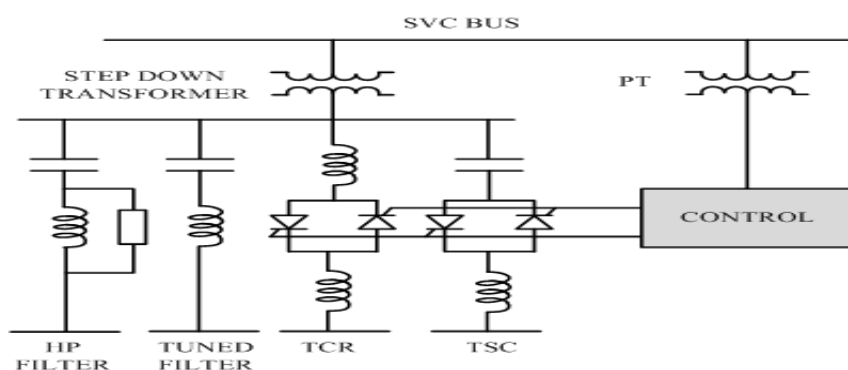 SVC BUS
STEP DOWN
TRANSFORMER
PT
CONTROL
HP
FILTER
TUNED
FILTER
TCR
TSC